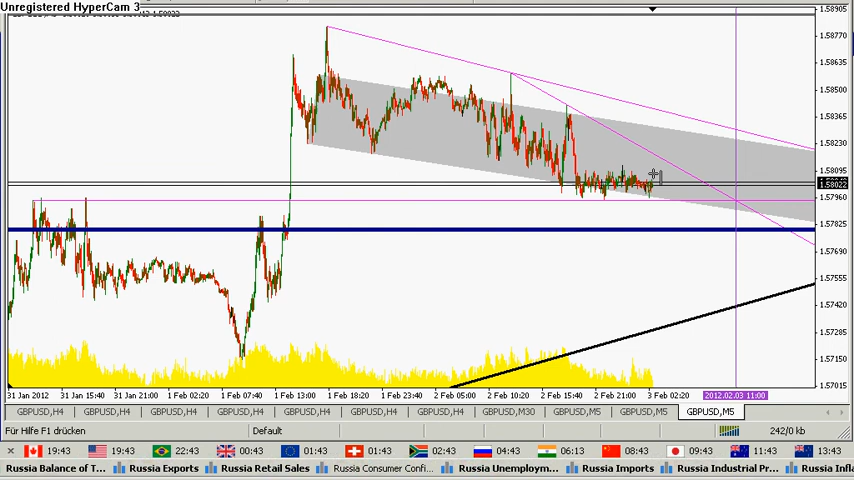 Unregistered HyperCam 3
1.58905
1.58770
1.58635
1.58500
1.58365
1.58230
1.58095
1.58022
1.57960
1.57825
1.57690
1.57555
1.57420
1.57285
1.57150
1.57015
31 Jan 2012 31 Jan 15:40 31 Jan 21:00 1 Feb 02:20 1 Feb 07:40 1 Feb 13:00 1 Feb 18:20 2 Feb 05:00 2 Feb 10:20 2 Feb 15:40 2 Feb 21:00 3 Feb 02:20 2012.02.03 11:00
GBPUSD,H4 GBPUSD,H4 GBPUSD,H4 GBPUSD,H4 GBPUSD,H4 GBPUSD,H4 GBPUSD,H4 GBPUSD,M30 GBPUSD,M5 GBPUSD,M5 GBPUSD,M5
Für Hilfe F1 drücken Default 242/0 kb
19:43 19:43 22:43 00:43 01:43 01:43 02:43 04:43 06:13 08:43 09:43 11:43 13:43
Russia Balance of T... Russia Exports Russia Retail Sales Russia Consumer Confi... Russia Unemploym... Russia Imports Russia Industrial Pr... Russia Infla